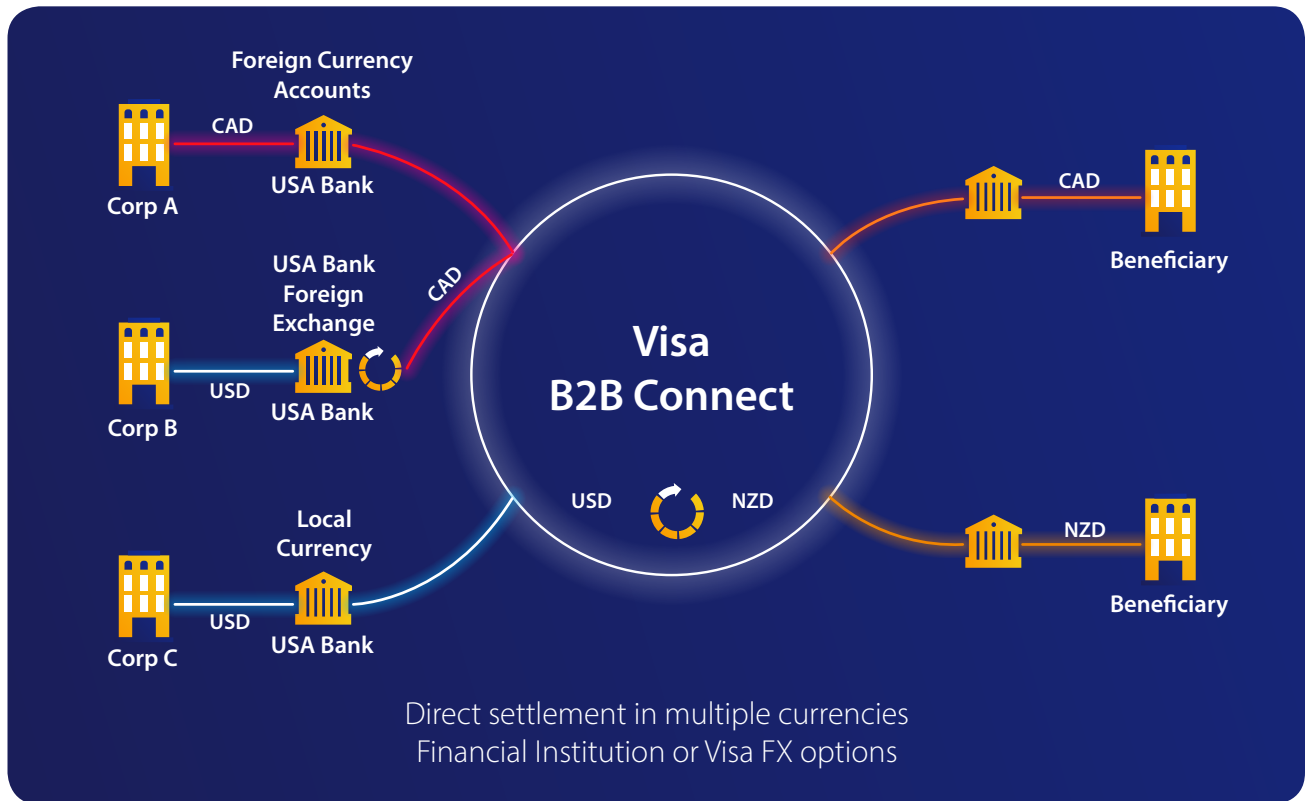 Foreign Currency
Accounts
CAD
USA Bank
Corp A
CAD
Beneficiary
USA Bank
Foreign
Exchange
CAD
USD
USA Bank
Corp B
Visa
B2B Connect
USD
NZD
Local
Currency
USD
USA Bank
Corp C
NZD
Beneficiary
Direct settlement in multiple currencies
Financial Institution or Visa FX options